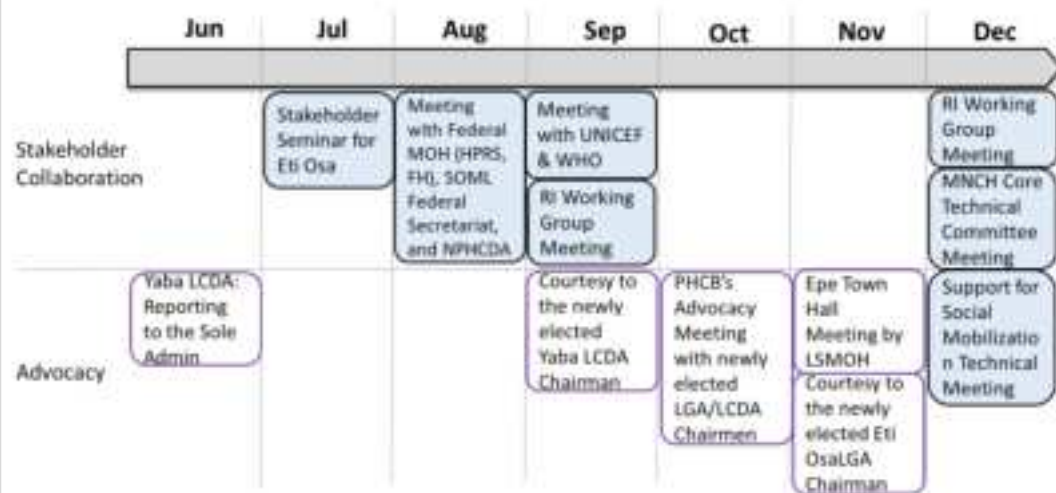 Jun Jul Aug Sep Oct Nov Dec
Stakeholder
Collaboration
Stakeholder
Seminar for
Eti Osa
Meeting
with Federal
MOH (HPRS,
FH), SOML
Federal
Secretariat,
and NPHCDA
Meeting
with UNICEF
& WHO
RI Working
Group
Meeting
RI Working
Group
Meeting
MNCH Core
Technical
Committee
Meeting
Advocacy
Yaba LCDA:
Reporting
to the Sole
Admin
Courtesy to
the newly
elected
Yaba LCDA
Chairman
PHCB's
Advocacy
Meeting
with newly
elected
LGA/LCDA
Chairmen
Epe Town
Hall
Meeting by
LSMOH
Courtesy to
the newly
elected Eti
OsaLGA
Chairman
Support for
Social
Mobilizatio
n Technical
Meeting